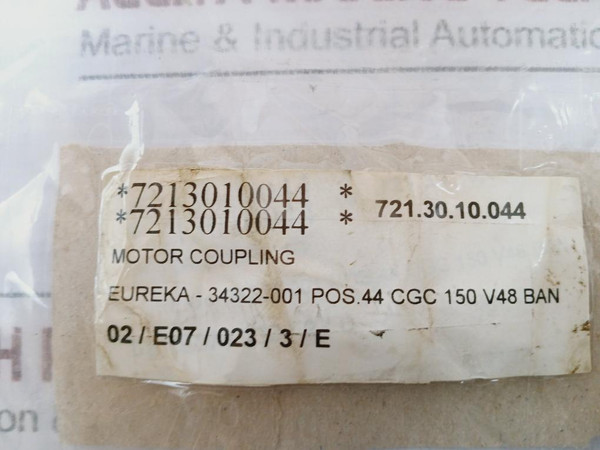 Marine & Industrial Automatio
*7213010044 *
*7213010044 *
721.30.10.044
MOTOR COUPLING
EUREKA - 34322-001 POS.44 CGC 150 V48 BAN
02 / E07 / 023 / 3 / E